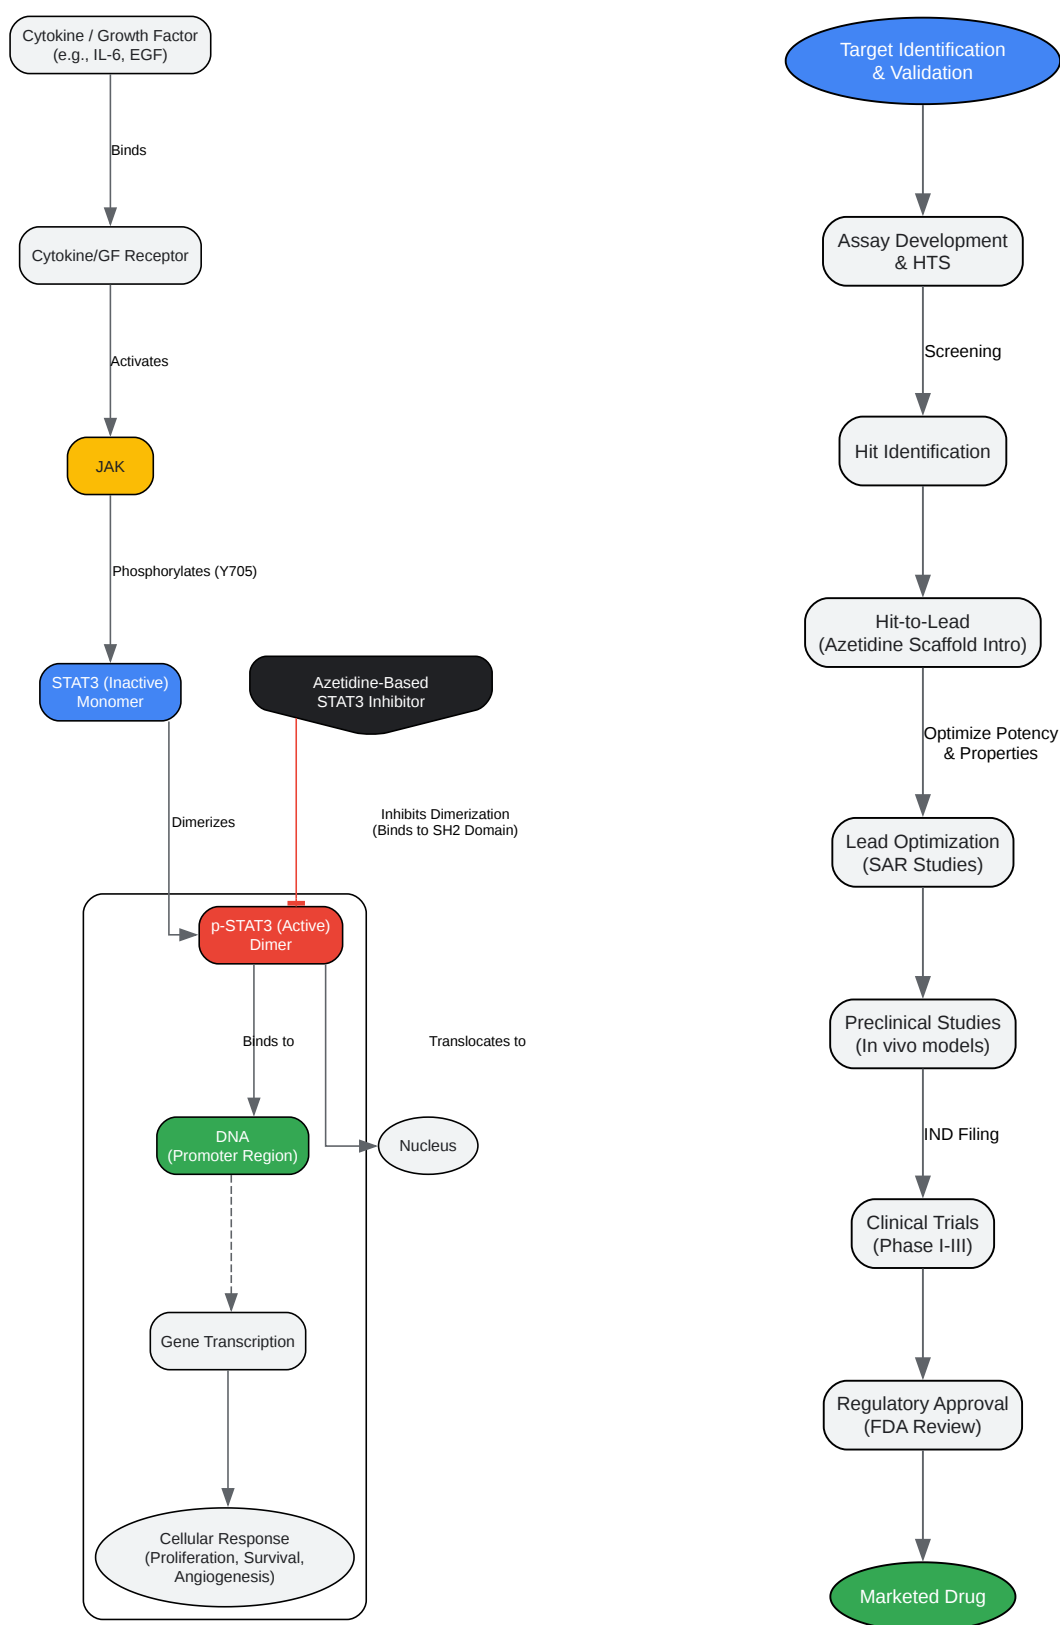 Cytokine / Growth Factor
(e.g., IL-6, EGF)
Binds
Cytokine/GF Receptor
Activates
JAK
Phosphorylates (Y705)
STAT3 (Inactive)
Monomer
Azetidine-Based
STAT3 Inhibitor
Dimerizes
Inhibits Dimerization
(Binds to SH2 Domain)
p-STAT3 (Active)
Dimer
Binds to
Translocates to
DNA
(Promoter Region)
Nucleus
Gene Transcription
Cellular Response
(Proliferation, Survival,
Angiogenesis)
Target Identification
& Validation
Assay Development
& HTS
Screening
Hit Identification
Hit-to-Lead
(Azetidine Scaffold Intro)
Optimize Potency
& Properties
Lead Optimization
(SAR Studies)
Preclinical Studies
(In vivo models)
IND Filing
Clinical Trials
(Phase I-III)
Regulatory Approval
(FDA Review)
Marketed Drug